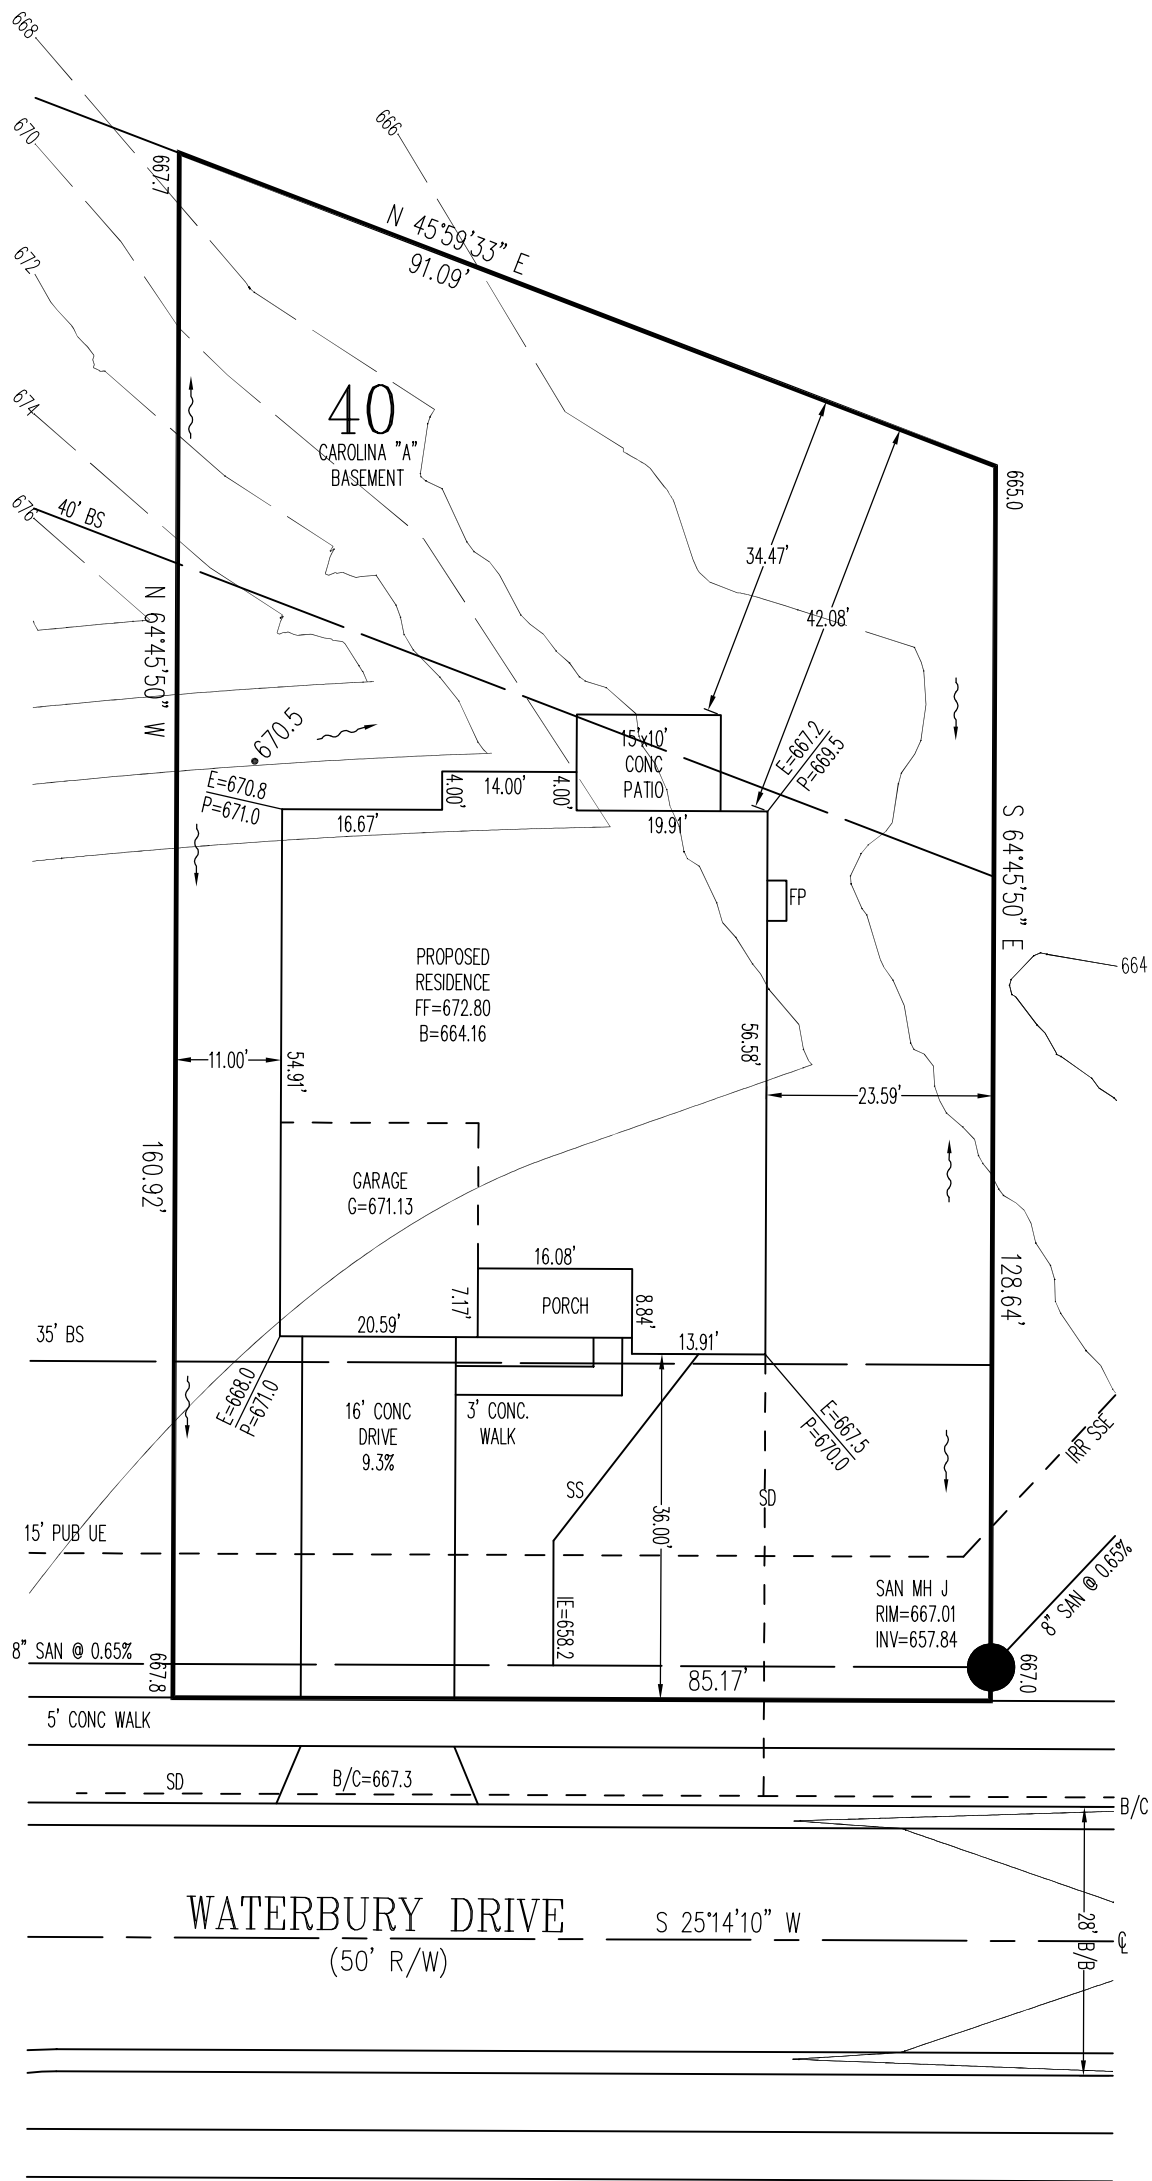 668
670
672
674
676
666
667.7
N 45°59'33" E
91.09'
40
CAROLINA "A"
BASEMENT
665.0
40' BS
34.47'
42.08'
N 64°45'50" W
670.5
15'x10'
CONC
PATIO
E=667.2
P=669.5
E=670.8
P=671.0
4.00'
14.00'
4.00'
16.67'
19.91'
S 64°45'50" E
FP
664
PROPOSED
RESIDENCE
FF=672.80
B=664.16
11.00'
54.91'
56.58'
23.59'
160.92'
GARAGE
G=671.13
16.08'
7.17'
PORCH
8.84'
128.64'
35' BS
20.59'
13.91'
E=668.0
P=671.0
16' CONC
DRIVE
9.3%
3' CONC.
WALK
E=667.5
P=670.0
IRR SSE
SS
SD
36.00'
15' PUB UE
IE=658.2
SAN MH J
RIM=667.01
INV=657.84
8" SAN @ 0.65%
8" SAN @ 0.65%
667.8
85.17'
667.0
5' CONC WALK
SD
B/C=667.3
B/C
WATERBURY DRIVE
S 25°14'10" W
(50' R/W)
28' B/B
℄